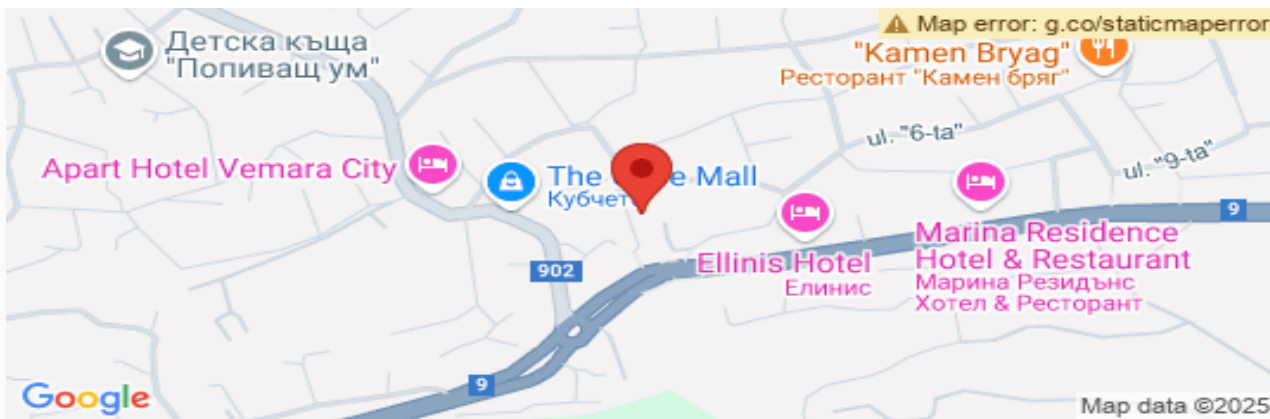 Map error: g.co/staticmaperror
Детска къща
"Попиващ ум"
"Kamen Bryag"
Ресторант "Камен бряг"
ul. "6-ta"
ul. "9-ta"
Apart Hotel Vemara City
The Mall
9
Marina Residence
Hotel & Restaurant
Марина Резидънс
Хотел & Ресторант
Ellinis Hotel
Елинис
902
9
Google
Map data ©2025